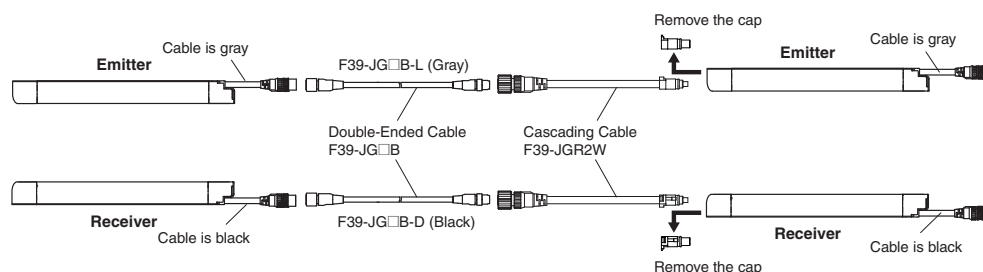 Remove the cap
Cable is gray
Emitter
F39-JG□B-L (Gray)
Emitter
Cable is gray
Double-Ended Cable
F39-JG□B
Cascading Cable
F39-JGR2W
Receiver
Cable is black
F39-JG□B-D (Black)
Receiver
Cable is black
Remove the cap